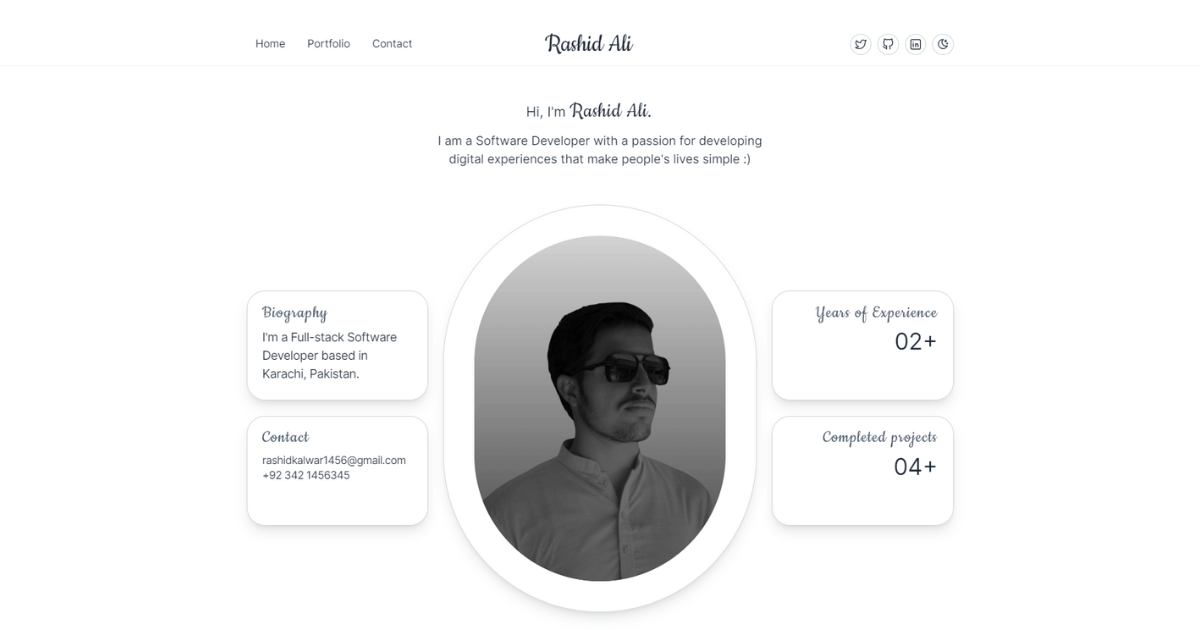 Home Portfolio Contact
Rashid Ali
Hi, I'm Rashid Ali.
I am a Software Developer with a passion for developing
digital experiences that make people's lives simple :)
Biography
I'm a Full-stack Software
Developer based in
Karachi, Pakistan.
Contact
rashidkalwar1456@gmail.com
+92 342 1456345
Years of Experience
02+
Completed projects
04+